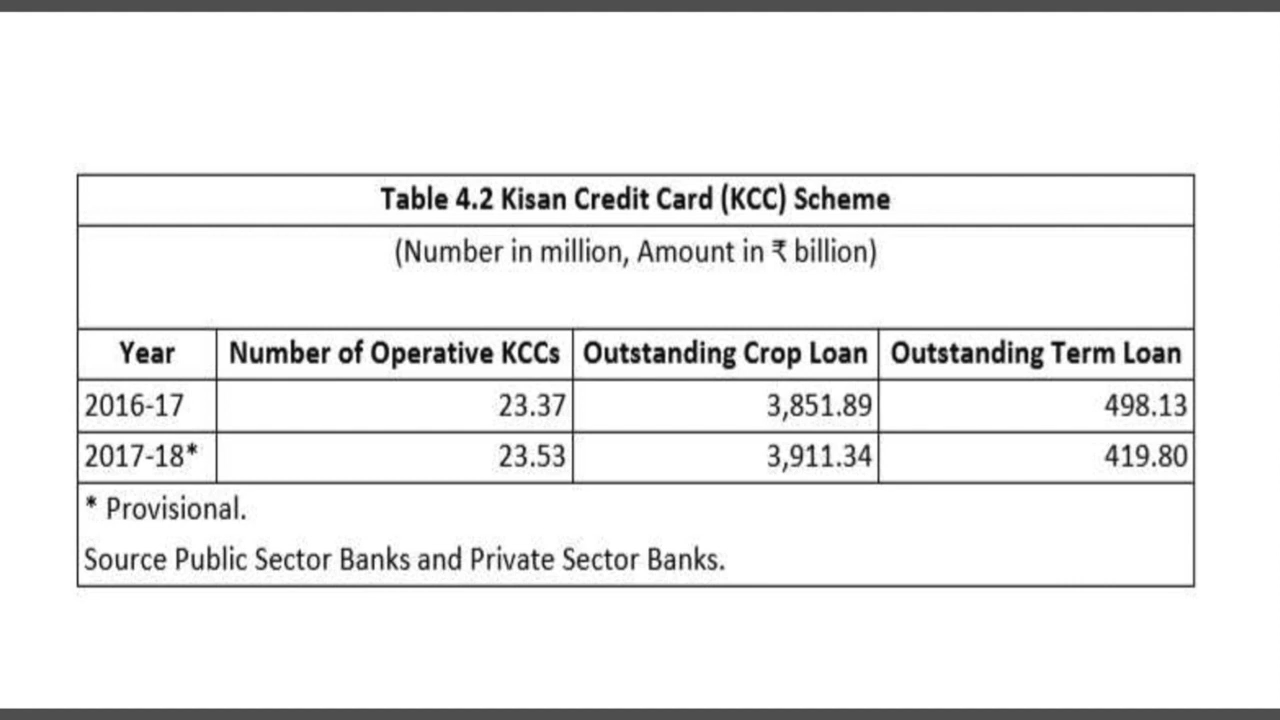 Table 4.2 Kisan Credit Card (KCC) Scheme
(Number in million, Amount in ₹ billion)
Year Number of Operative KCCs Outstanding Crop Loan Outstanding Term Loan
2016-17 23.37 3,851.89 498.13
2017-18* 23.53 3,911.34 419.80
* Provisional.
Source Public Sector Banks and Private Sector Banks.